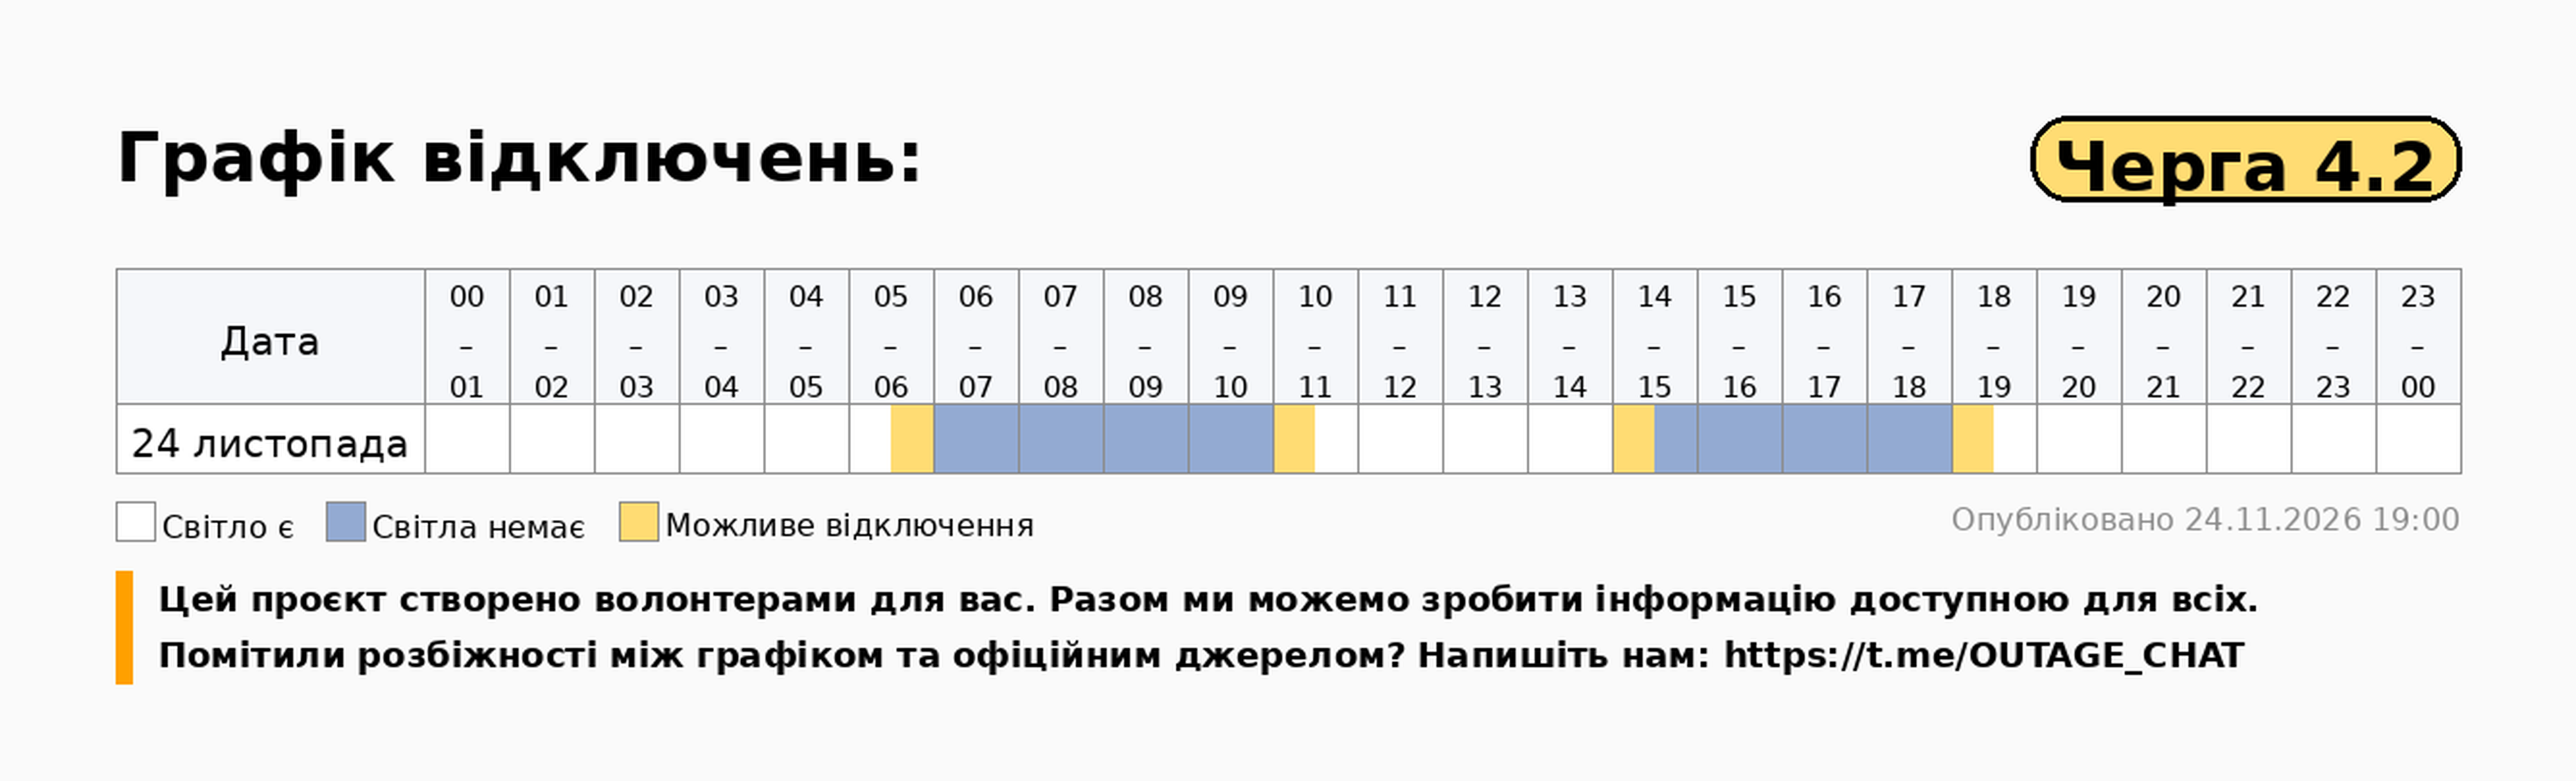 Графік відключень:
Черга 4.2
Дата
00 – 01
01 – 02
02 – 03
03 – 04
04 – 05
05 – 06
06 – 07
07 – 08
08 – 09
09 – 10
10 – 11
11 – 12
12 – 13
13 – 14
14 – 15
15 – 16
16 – 17
17 – 18
18 – 19
19 – 20
20 – 21
21 – 22
22 – 23
23 – 00
24 листопада
Світло є
Світла немає
Можливе відключення
Опубліковано 24.11.2026 19:00
Цей проєкт створено волонтерами для вас. Разом ми можемо зробити інформацію доступною для всіх.
Помітили розбіжності між графіком та офіційним джерелом? Напишіть нам: https://t.me/OUTAGE_CHAT